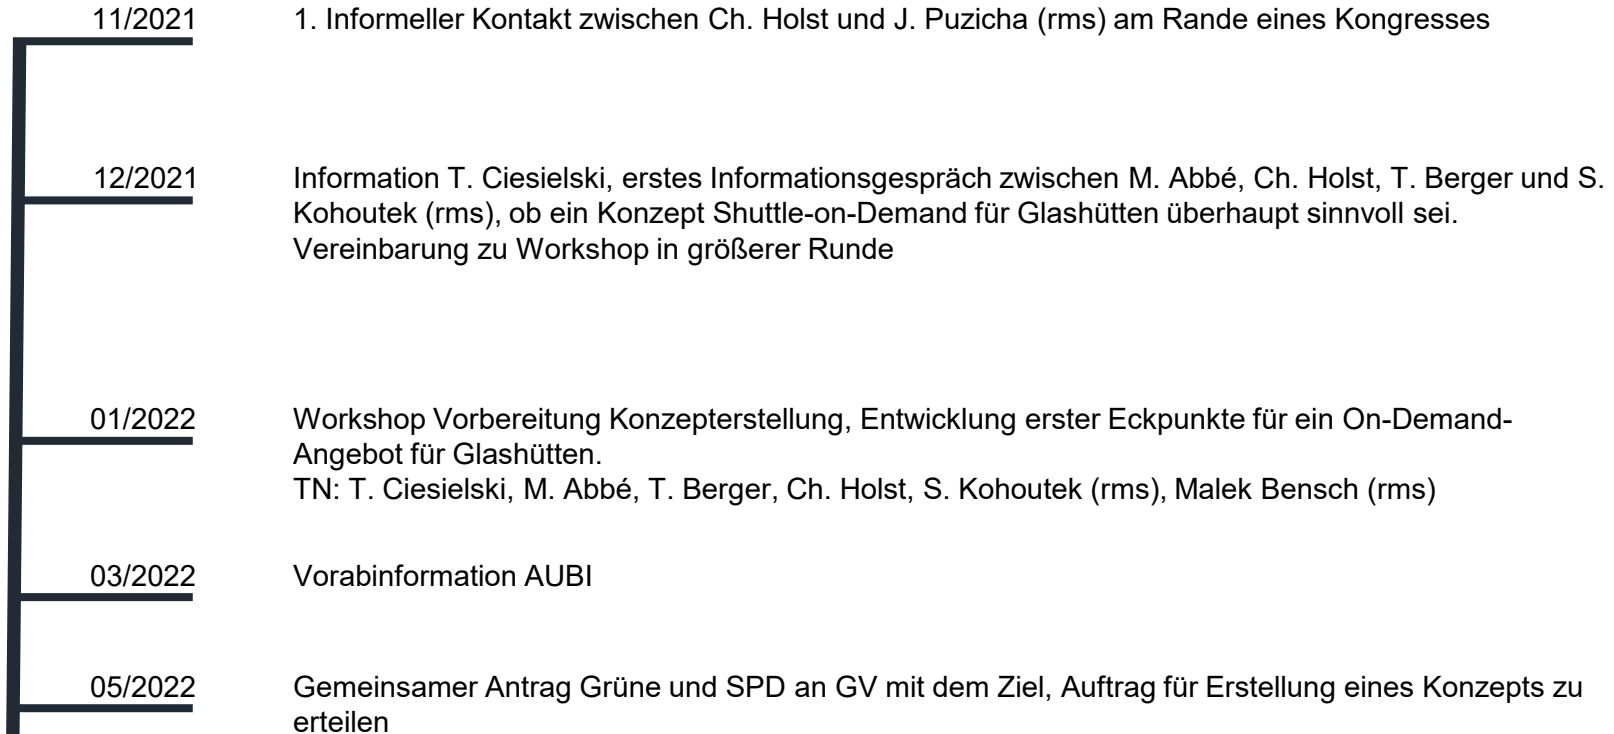 11/2021 1. Informeller Kontakt zwischen Ch. Holst und J. Puzicha (rms) am Rande eines Kongresses
12/2021 Information T. Ciesielski, erstes Informationsgespräch zwischen M. Abbé, Ch. Holst, T. Berger und S.
Kohoutek (rms), ob ein Konzept Shuttle-on-Demand für Glashütten überhaupt sinnvoll sei.
Vereinbarung zu Workshop in größerer Runde
01/2022 Workshop Vorbereitung Konzepterstellung, Entwicklung erster Eckpunkte für ein On-Demand-
Angebot für Glashütten.
TN: T. Ciesielski, M. Abbé, T. Berger, Ch. Holst, S. Kohoutek (rms), Malek Bensch (rms)
03/2022 Vorabinformation AUBI
05/2022 Gemeinsamer Antrag Grüne und SPD an GV mit dem Ziel, Auftrag für Erstellung eines Konzepts zu
erteilen